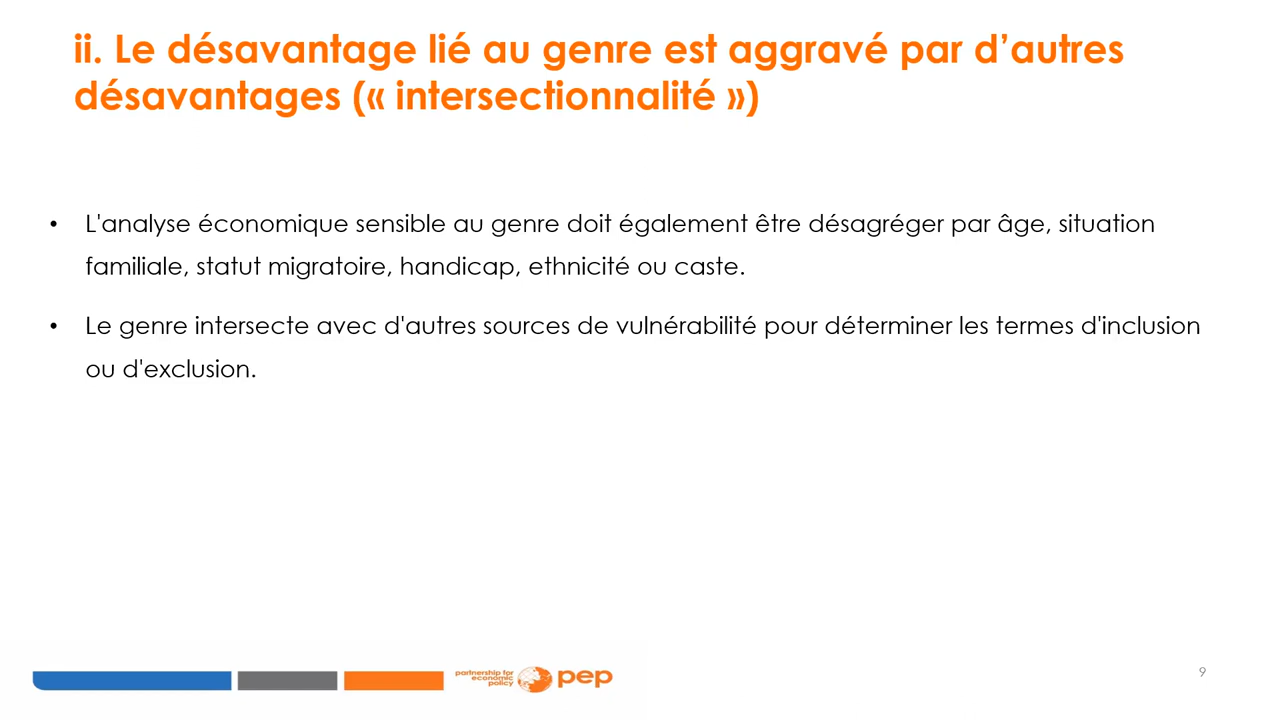 ii. Le désavantage lié au genre est aggravé par d’autres
désavantages (« intersectionnalité »)
• L'analyse économique sensible au genre doit également être désagréger par âge, situation
familiale, statut migratoire, handicap, ethnicité ou caste.
• Le genre intersecte avec d'autres sources de vulnérabilité pour déterminer les termes d'inclusion
ou d'exclusion.
partnership for
economic
policy
pep
9